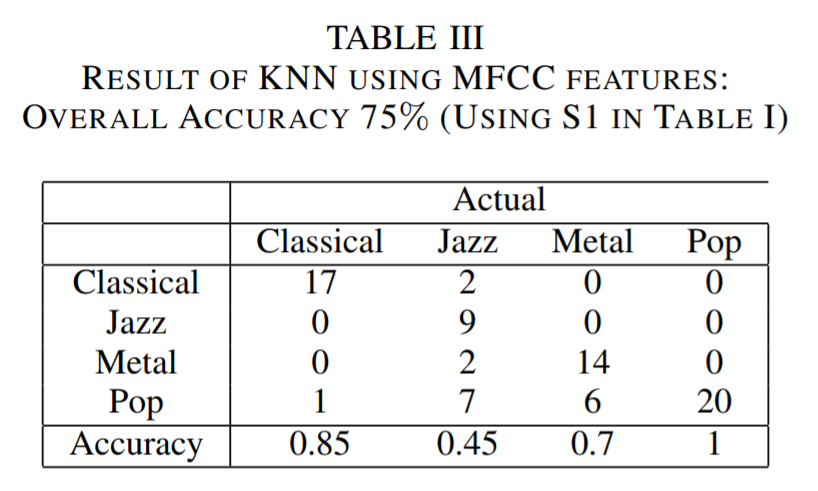 TABLE III
RESULT OF KNN USING MFCC FEATURES:
OVERALL ACCURACY 75% (USING S1 IN TABLE I)
Actual
Classical Jazz Metal Pop
Classical 17 2 0 0
Jazz 0 9 0 0
Metal 0 2 14 0
Pop 1 7 6 20
Accuracy 0.85 0.45 0.7 1